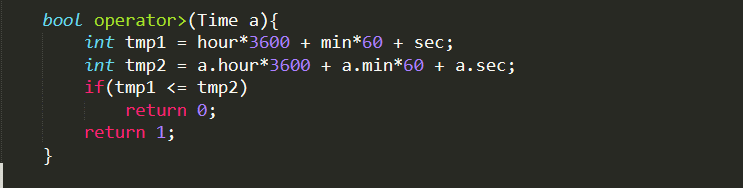 bool operator>(Time a){
    int tmp1 = hour*3600 + min*60 + sec;
    int tmp2 = a.hour*3600 + a.min*60 + a.sec;
    if(tmp1 <= tmp2)
        return 0;
    return 1;
}